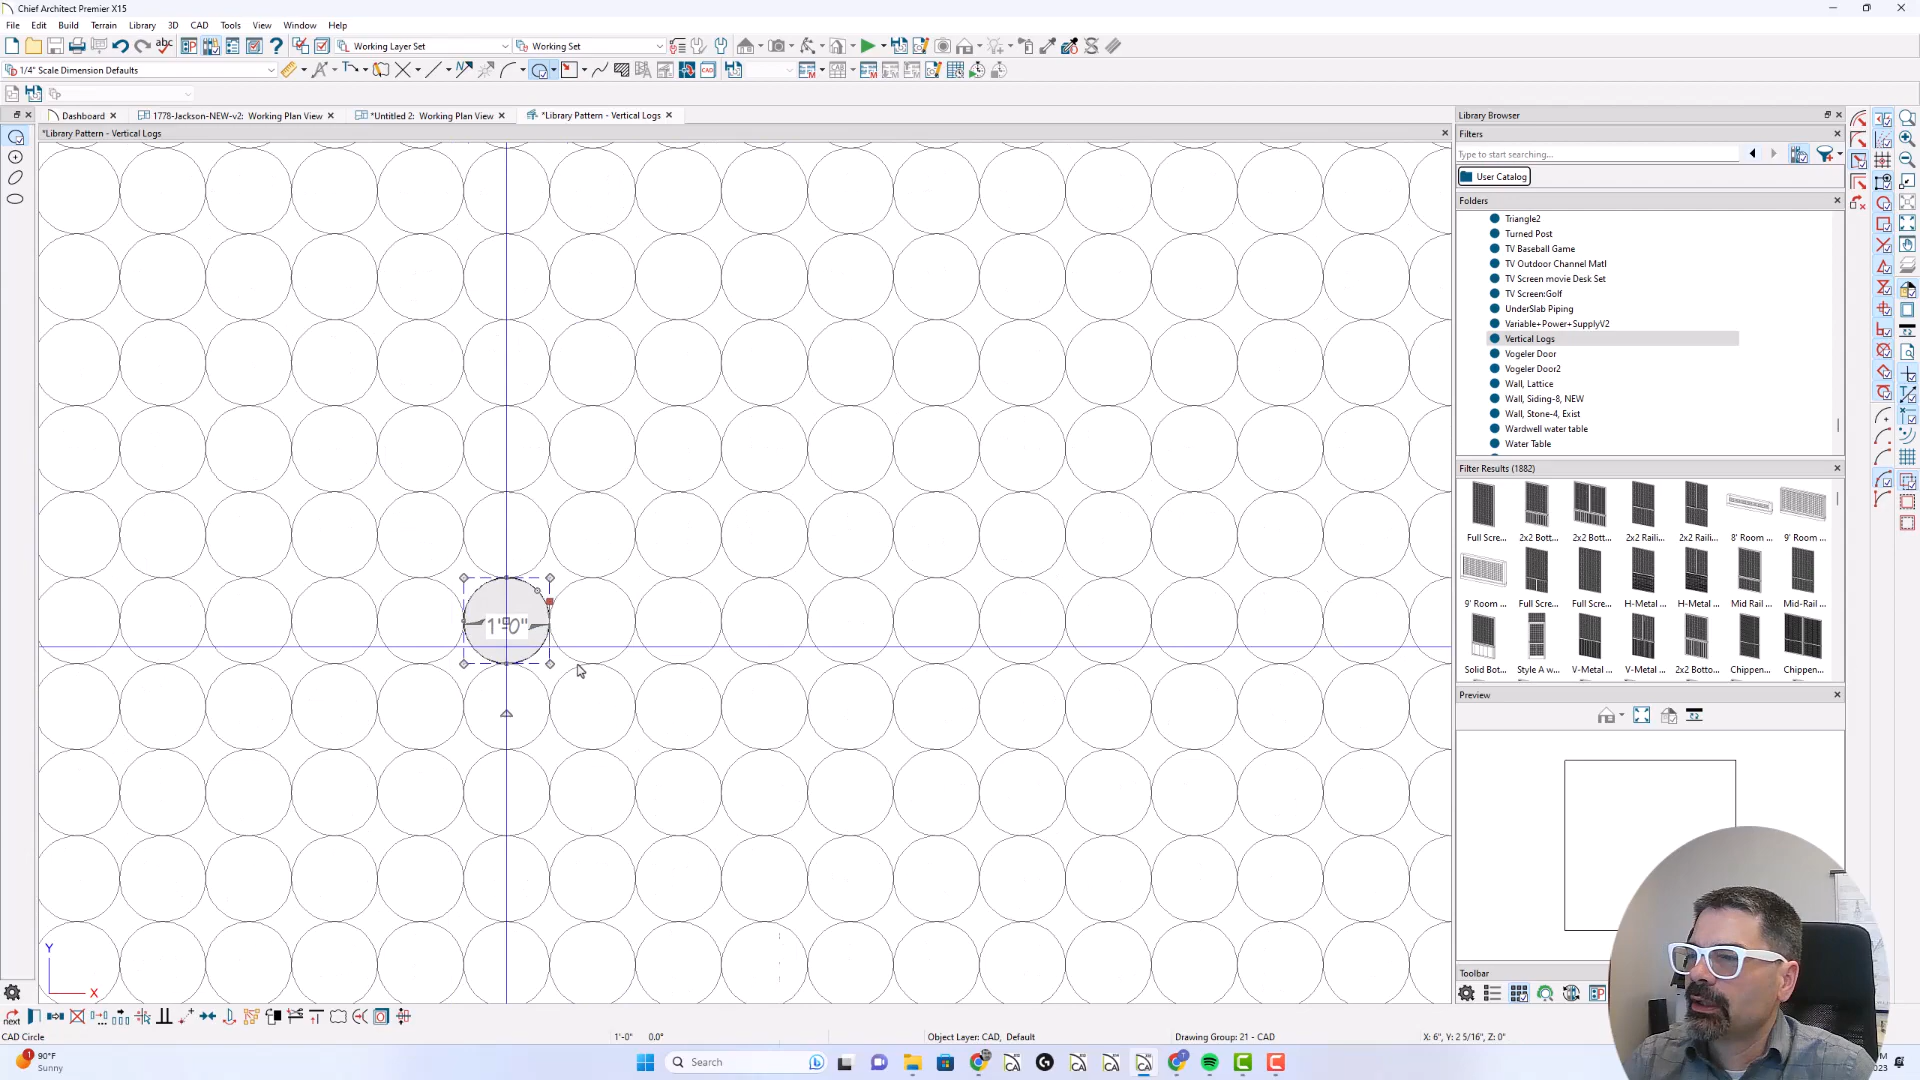 Chief Architect Premier X15
File Edit Build Terrain Library 3D CAD Tools View Window Help
Working Layer Set
Working Set
1/4" Scale Dimension Defaults
Dashboard
1778-Jackson-NEW-v2: Working Plan View
*Untitled 2: Working Plan View
*Library Pattern - Vertical Logs
*Library Pattern - Vertical Logs
1'-0"
Y
X
Library Browser
Filters
Type to start searching...
User Catalog
Folders
Triangle2
Turned Post
TV Baseball Game
TV Outdoor Channel Matl
TV Screen movie Desk Set
TV Screen:Golf
UnderSlab Piping
Variable+Power+SupplyV2
Vertical Logs
Vogeler Door
Vogeler Door2
Wall, Lattice
Wall, Siding-8, NEW
Wall, Stone-4, Exist
Wardwell water table
Water Table
Filter Results (1882)
Full Scre... 2x2 Bott... 2x2 Bott... 2x2 Raili... 2x2 Raili... 8' Room ... 9' Room ...
9' Room ... Full Scre... Full Scre... H-Metal ... H-Metal ... Mid Rail ... Mid-Rail ...
Solid Bot... Style A w... V-Metal ... V-Metal ... 2x2 Botto... Chippen... Chippen...
Preview
Toolbar
next
CAD Circle
1'-0" 0.0°
Object Layer: CAD, Default
Drawing Group: 21 - CAD
X: 6", Y: 2 5/16", Z: 0"
1
90°F
Sunny
Search